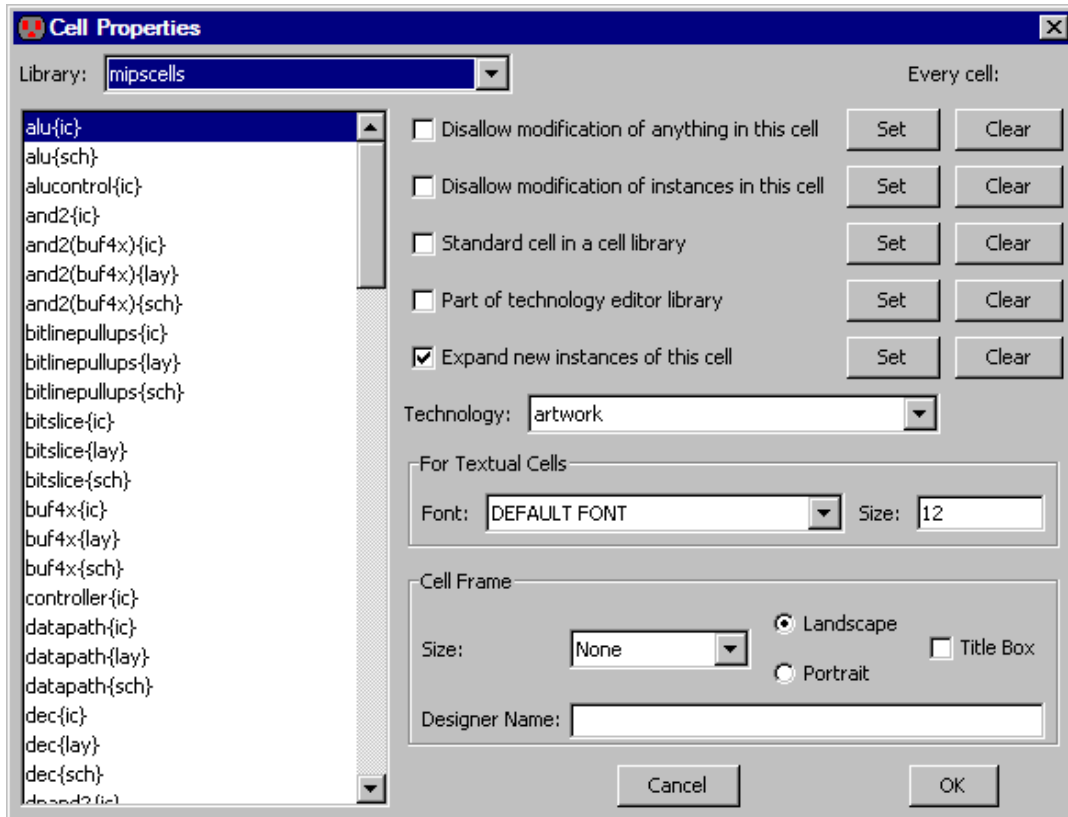 Cell Properties
Library: mipscells Every cell:
alu{ic}
alu{sch}
alucontrol{ic}
and2{ic}
and2(buf4x){ic}
and2(buf4x){lay}
and2(buf4x){sch}
bitlinepullups{ic}
bitlinepullups{lay}
bitlinepullups{sch}
bitslice{ic}
bitslice{lay}
bitslice{sch}
buf4x{ic}
buf4x{lay}
buf4x{sch}
controller{ic}
datapath{ic}
datapath{lay}
datapath{sch}
dec{ic}
dec{lay}
dec{sch}
dpand2{ic}
Disallow modification of anything in this cell Set Clear
Disallow modification of instances in this cell Set Clear
Standard cell in a cell library Set Clear
Part of technology editor library Set Clear
Expand new instances of this cell Set Clear
Technology: artwork
For Textual Cells
Font: DEFAULT FONT Size: 12
Cell Frame
Size: None Landscape Portrait Title Box
Designer Name:
Cancel OK